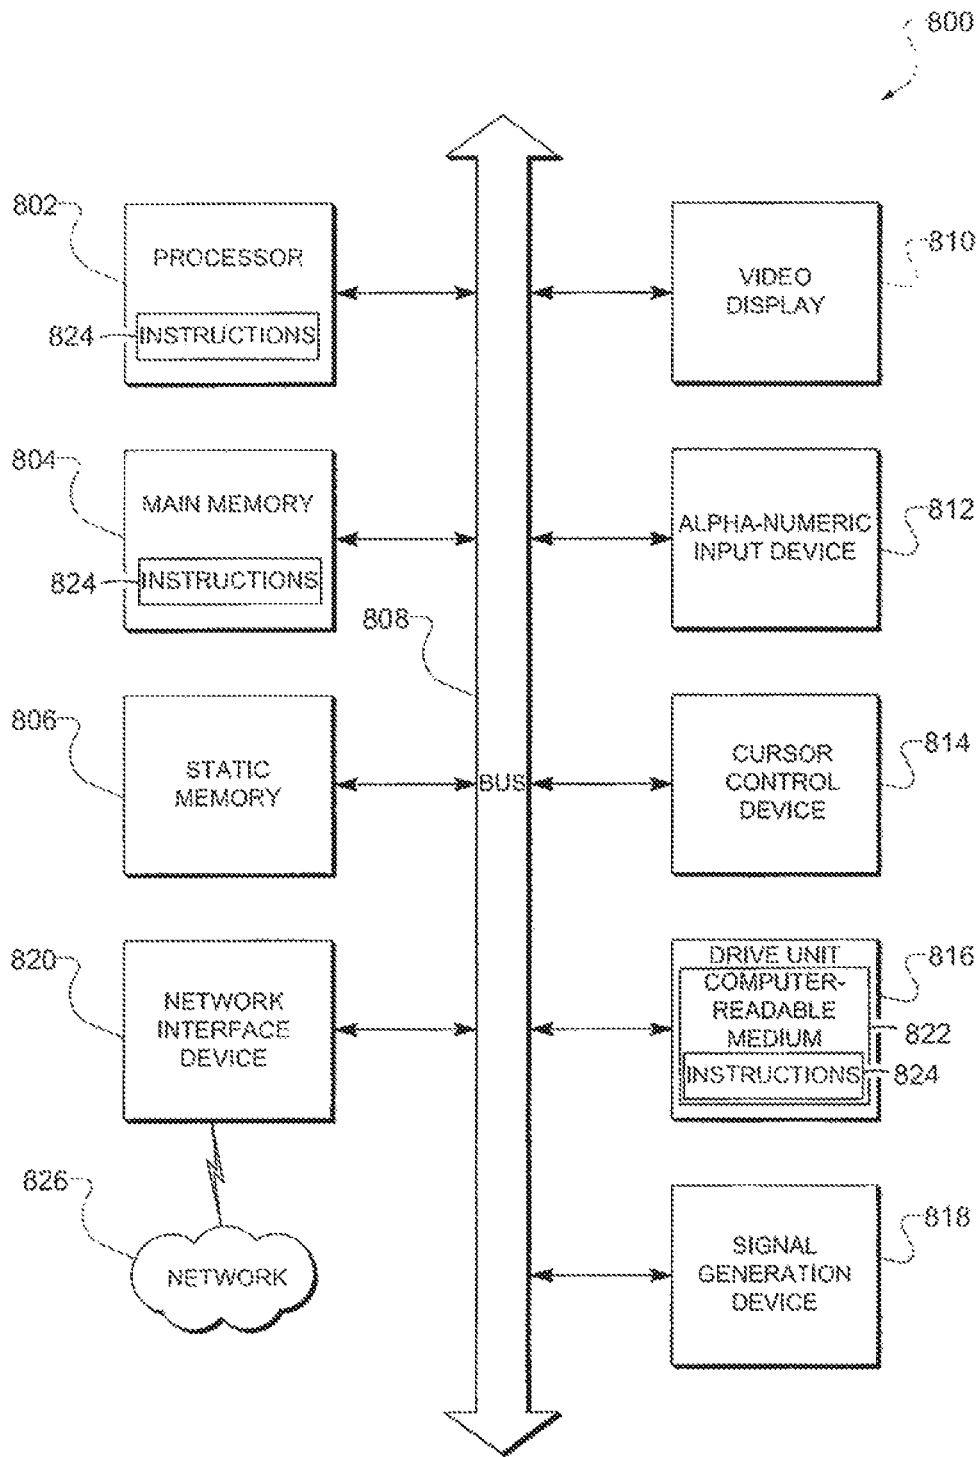 800
802
PROCESSOR
824
INSTRUCTIONS
804
MAIN MEMORY
824
INSTRUCTIONS
808
806
STATIC
MEMORY
BUS
820
NETWORK
INTERFACE
DEVICE
826
NETWORK
810
VIDEO
DISPLAY
812
ALPHA-NUMERIC
INPUT DEVICE
814
CURSOR
CONTROL
DEVICE
816
DRIVE UNIT
COMPUTER-
READABLE
MEDIUM
822
INSTRUCTIONS
824
818
SIGNAL
GENERATION
DEVICE